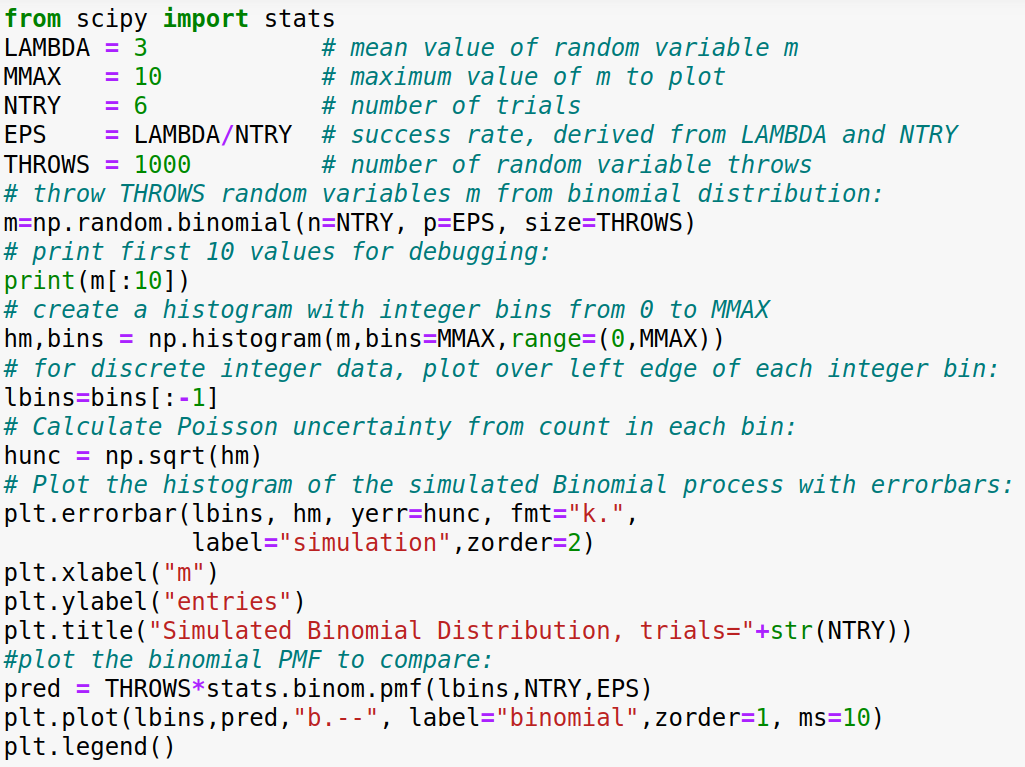 from scipy import stats
LAMBDA = 3            # mean value of random variable m
MMAX   = 10           # maximum value of m to plot
NTRY   = 6            # number of trials
EPS    = LAMBDA/NTRY  # success rate, derived from LAMBDA and NTRY
THROWS = 1000         # number of random variable throws
# throw THROWS random variables m from binomial distribution:
m=np.random.binomial(n=NTRY, p=EPS, size=THROWS)
# print first 10 values for debugging:
print(m[:10])
# create a histogram with integer bins from 0 to MMAX
hm,bins = np.histogram(m,bins=MMAX,range=(0,MMAX))
# for discrete integer data, plot over left edge of each integer bin:
lbins=bins[:-1]
# Calculate Poisson uncertainty from count in each bin:
hunc = np.sqrt(hm)
# Plot the histogram of the simulated Binomial process with errorbars:
plt.errorbar(lbins, hm, yerr=hunc, fmt="k.",
             label="simulation",zorder=2)
plt.xlabel("m")
plt.ylabel("entries")
plt.title("Simulated Binomial Distribution, trials="+str(NTRY))
#plot the binomial PMF to compare:
pred = THROWS*stats.binom.pmf(lbins,NTRY,EPS)
plt.plot(lbins,pred,"b.--", label="binomial",zorder=1, ms=10)
plt.legend()